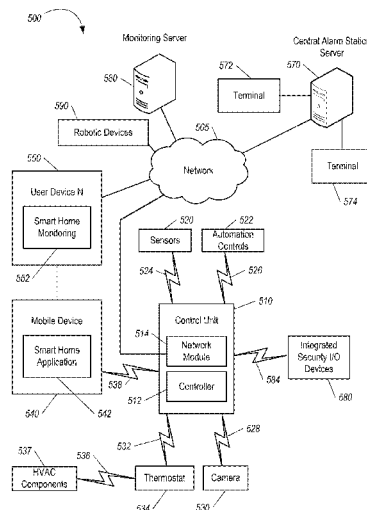 500
Monitoring Server
Central Alarm Station
Server
560
572
570
Terminal
590
Robotic Devices
505
Network
Terminal
574
550
User Device N
Smart Home
Monitoring
552
520
522
Sensors
Automation
Controls
524
526
510
Control Unit
514
Network
Module
Mobile Device
Smart Home
Application
538
512
Controller
Integrated
Security I/O
Devices
584
680
540
542
532
628
537
536
HVAC
Components
Thermostat
Camera
534
530